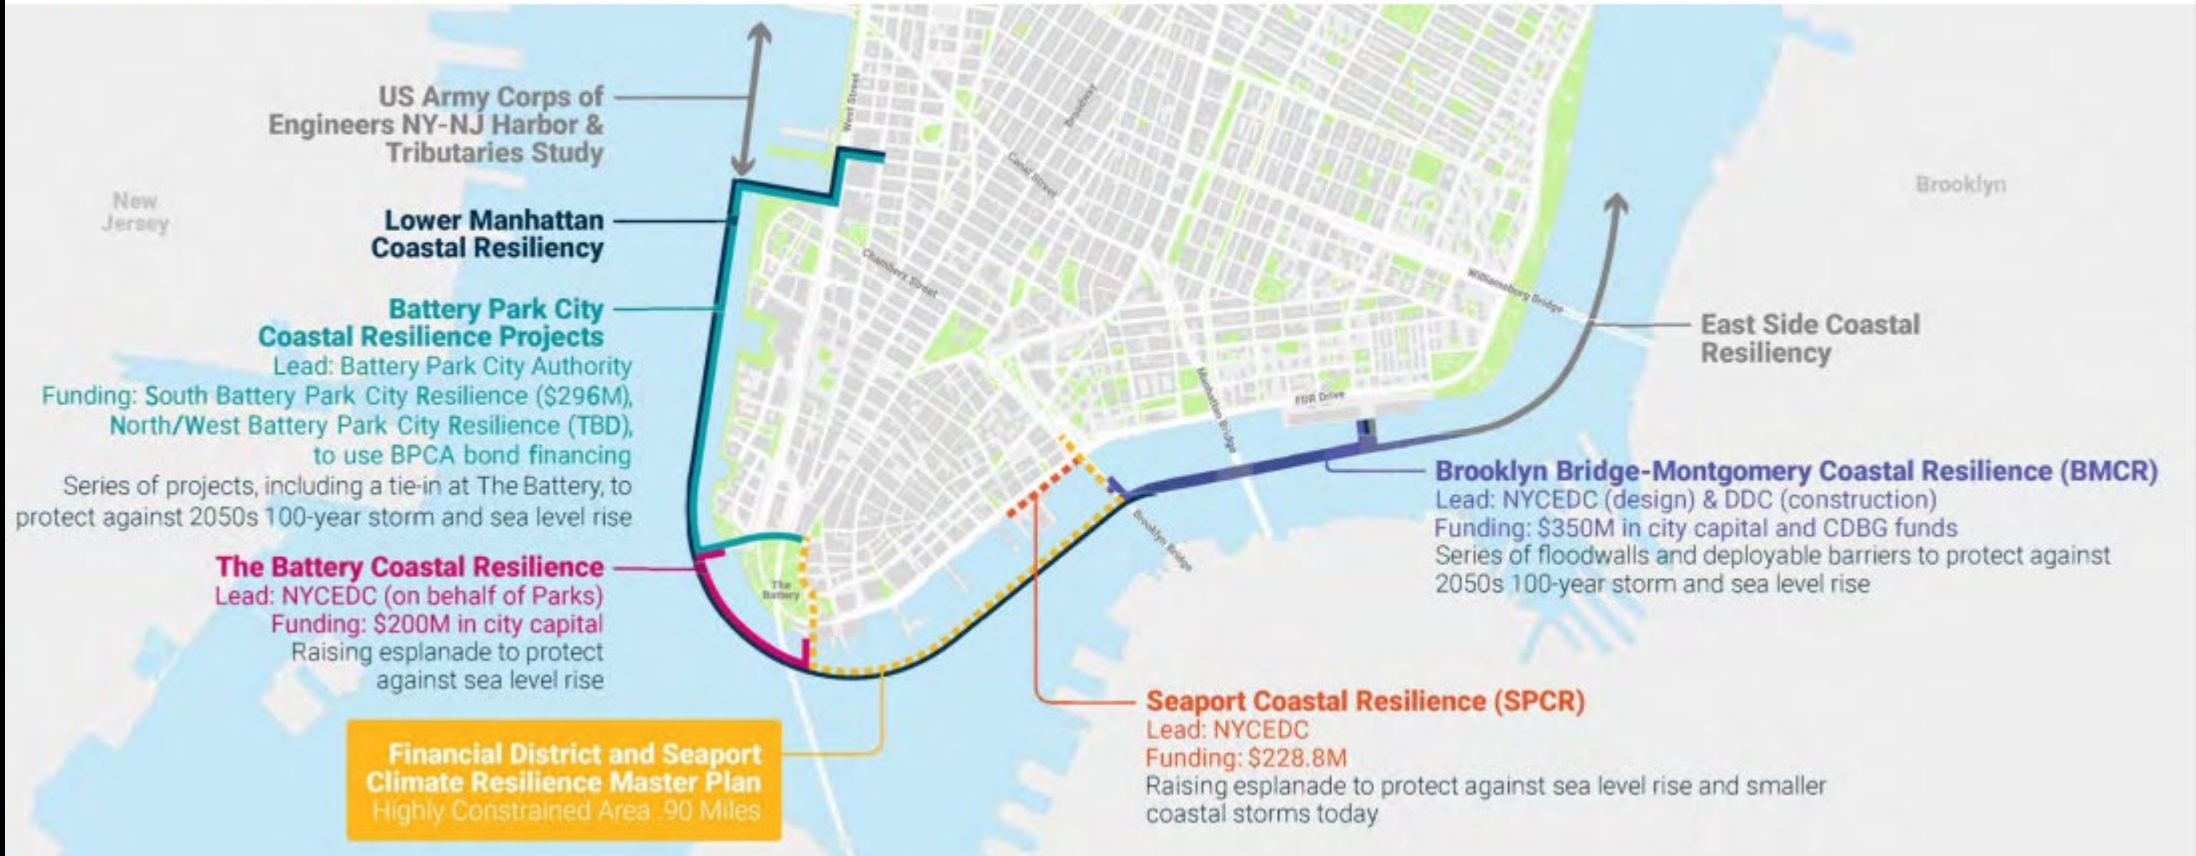 US Army Corps of
Engineers NY-NJ Harbor &
Tributaries Study
New
Jersey
Lower Manhattan
Coastal Resiliency
Battery Park City
Coastal Resilience Projects
Lead: Battery Park City Authority
Funding: South Battery Park City Resilience ($296M),
North/West Battery Park City Resilience (TBD),
to use BPCA bond financing
Series of projects, including a tie-in at The Battery, to
protect against 2050s 100-year storm and sea level rise
The Battery Coastal Resilience
Lead: NYCEDC (on behalf of Parks)
Funding: $200M in city capital
Raising esplanade to protect
against sea level rise
Financial District and Seaport
Climate Resilience Master Plan
Highly Constrained Area .90 Miles
West Street
Broadway
Canal Street
Chambers Street
The
Battery
Manhattan Bridge
FDR Drive
Williamsburg Bridge
Brooklyn Bridge
Brooklyn
East Side Coastal
Resiliency
Brooklyn Bridge-Montgomery Coastal Resilience (BMCR)
Lead: NYCEDC (design) & DDC (construction)
Funding: $350M in city capital and CDBG funds
Series of floodwalls and deployable barriers to protect against
2050s 100-year storm and sea level rise
Seaport Coastal Resilience (SPCR)
Lead: NYCEDC
Funding: $228.8M
Raising esplanade to protect against sea level rise and smaller
coastal storms today